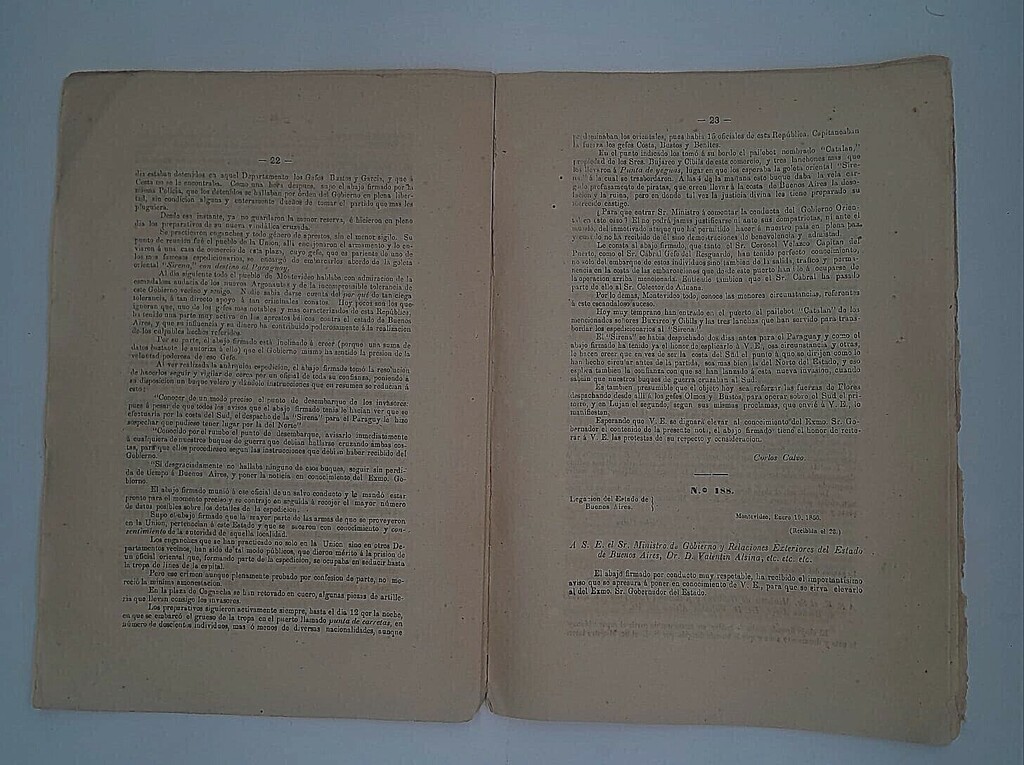 — 22 —
dis estaban detenidos en aquel Departamento los Gefes Bustos y Garcia, y que á
Costa no se le encontraba. Como una hora despues, supo el abajo firmado por la
misma Policia, que los detenidos se hallaban por órden del Gobierno en plena liber-
tad, sin condicion alguna y enteramente dueños de tomar el partido que mas les
pluguiera.
Desde ese instante, ya no guardaron la menor reserva, é hicieron en pleno
dia los preparativos de su nueva vandálica cruzada.
Se practicaron enganches y todo género de aprestos, sin el menor sigilo. Su
punto de reunion fué el pueblo de la Union, allí encajonaron el armamento y lo en-
viaron á una casa de comercio de esta plaza, cuyo gefe, que es pariente de uno de
los mas famosos espedicionarios, se encargó de embarcarlos abordo de la goleta
oriental "Sirena," con destino al Paraguay.
Al dia siguiente todo el pueblo de Montevideo hablaba con admiracion de la
escandalosa audacia de los nuevos Argonautas y de la incomprensible tolerancia de
este Gobierno vecino y amigo. Nadie sabia darse cuenta del por qué de tan ciega
tolerancia, á tan directo apoyo á tan criminales conatos. Hoy pocos son los que
ignoran que, uno de los gefes mas notables y mas caracterizados de esta República,
ha tenido una parte muy activa en los aprestos bélicos contra el estado de Buenos
Aires, y que su influencia y su dinero ha contribuido poderosamente á la realizacion
de los culpables hechos referidos.
Por su parte, el abajo firmado está inclinado á creer (porque una suma de
datos bastante lo autoriza á ello) que el Gobierno mismo ha sentido la presion de la
voluntad poderosa de ese Gefe.
Al ver realizada la anárquica espedicion, el abajo firmado tomó la resolucion
de hacerlos seguir y vigilar de cerca por un oficial de toda su confianza, poniendo á
su disposicion un buque velero y dándole instrucciones que en resumen se reducian á
esto:
"Conocer de un modo preciso el punto de desembarque de los invasores:
pues á pesar de que todos los avisos que el abajo firmado tenia le hacian ver que se
efectuaria por la costa del Sud, el despacho de la "Sirena" para el Paraguay le hizo
sospechar que pudiese tener lugar por la del Norte"
"Conocido por el rumbo el punto de desembarque, avisarlo inmediatamente
á cualquiera de nuestros buques de guerra que debian hallarse cruzando ambas cos-
tas, para que ellos procediesen segun las instrucciones que debian haber recibido del
Gobierno.
"Si desgraciadamente no hallaba ninguno de esos buques, seguir sin perdi-
da de tiempo á Buenos Aires, y poner la noticia en conocimiento del Exmo. Go-
bierno.
El abajo firmado munió á ese oficial de un salvo conducto y le mandó estar
pronto para el momento preciso y se contrajo en seguida á recojer el mayor número
de datos posibles sobre los detalles de la espedicion.
Supo el abajo firmado que la mayor parte de las armas de que se proveyeron
en la Union, pertenecian á este Estado y que se sacaron con conocimiento y con-
sentimiento de la autoridad de aquella localidad.
Los enganches que se han practicado no solo en la Union sino en otros De-
partamentos vecinos, han sido de tal modo públicos, que dieron mérito á la prision de
un oficial oriental que, formando parte de la espedicion, se ocupaba en seducir hasta
la tropa de línea de la capital.
Pero ese crimen aunque plenamente probado por confesion de parte, no me-
reció la mínima amonestacion.
En la plaza de Cagancha se han retovado en cuero, algunas piezas de artille-
ria que llevan consigo los invasores.
Los preparativos siguieron activamente siempre, hasta el dia 12 por la noche,
en que se embarcó el grueso de la tropa en el puerto llamado punta de carretas, en
número de doscientos individuos, mas ó menos de diversas nacionalidades, aunque
— 23 —
predominaban los orientales, pues habia 15 oficiales de esta República. Capitaneaban
la fuerza los gefes Costa, Bustos y Benites.
En el punto indicado los tomó á su bordo el pailebot nombrado "Catalan,"
propiedad de los Sres. Bujareo y Cibils de este comercio, y tres lanchones mas que
los llevaron á Punta de yeguas, lugar en que los esperaba la goleta oriental "Sire-
na" á la cual se trasbordaron. A las 4 de la mañana este buque daba la vela car-
gado profusamente de piratas, que creen llevar á la costa de Buenos Aires la deso-
lacion y la ruina, pero en donde tal vez la justicia divina les tiene preparado su
merecido castigo.
¿Para que entrar Sr. Ministro á comentar la conducta del Gobierno Orien-
tal en este caso? El no podrá jamás justificarse ni ante sus compatriotas, ni ante el
mundo, del inmotivado ataque que ha permitido hacer á nuestro pais en plena paz,
y cuando no ha recibido de él sino demostraciones de benevolencia y amistad.
Le consta al abajo firmado, que tanto el Sr. Coronel Velazco Capitan del
Puerto, como el Sr. Cabral Gefe del Resguardo, han tenido perfecto conocimiento,
no solo del embarque de estos individuos sino tambien de la salida, tráfico y perma-
nencia en la costa de las embarcaciones que de este puerto han ido á ocuparse de
la operacion arriba mencionada. Entiende tambien que el Sr. Cabral ha pasado
parte de ello al Sr. Colector de Aduana.
Por lo demas, Montevideo todo, conoce las menores circunstancias, referentes
á este escandaloso suceso.
Hoy muy temprano han entrado en el puerto el pailebot "Catalan" de los
mencionados señores Buxareo y Cibils y las tres lanchas que han servido para trans-
bordar los espedicionarios al "Sirena."
El "Sirena" se habia despachado dos dias antes para el Paraguay y como el
abajo firmado ha tenido ya el honor de esplicarlo á V. E., esa circunstancia y otras,
lo hacen creer que en vez de ser la costa del Sud el punto á que se dirijen como lo
han hecho circular antes de la partida, sea mas bien la del Norte del Estado, y eso
esplica tambien la confianza con que se han lanzado á esta nueva invasion, cuando
sabian que nuestros buques de guerra cruzaban al Sud.
Es tambien presumible que el objeto hoy sea reforzar las fuerzas de Flores
despachando desde allí á los gefes Olmos y Bustos, para operar sobre el Sud el pri-
mero, y en Lujan el segundo, segun sus mismas proclamas, que envié á V. E., lo
manifiestan.
Esperando que V. E. se dignará elevar al conocimiento del Exmo. Sr. Go-
bernador el contenido de la presente nota, el abajo firmado tiene el honor de reite-
rar á V. E. las protestas de su respeto y consideracion.
Carlos Calvo.
N.º 188.
Legacion del Estado de
Buenos Aires.
Montevideo, Enero 19, 1856.
(Recibida el 22.)
A S. E. el Sr. Ministro de Gobierno y Relaciones Exteriores del Estado
de Buenos Aires, Dr. D. Valentin Alsina, etc. etc. etc.
El abajo firmado por conducto muy respetable, ha recibido el importantísimo
aviso que se apresura á poner en conocimiento de V. E., para que se sirva elevarlo
al del Exmo. Sr. Gobernador del Estado.